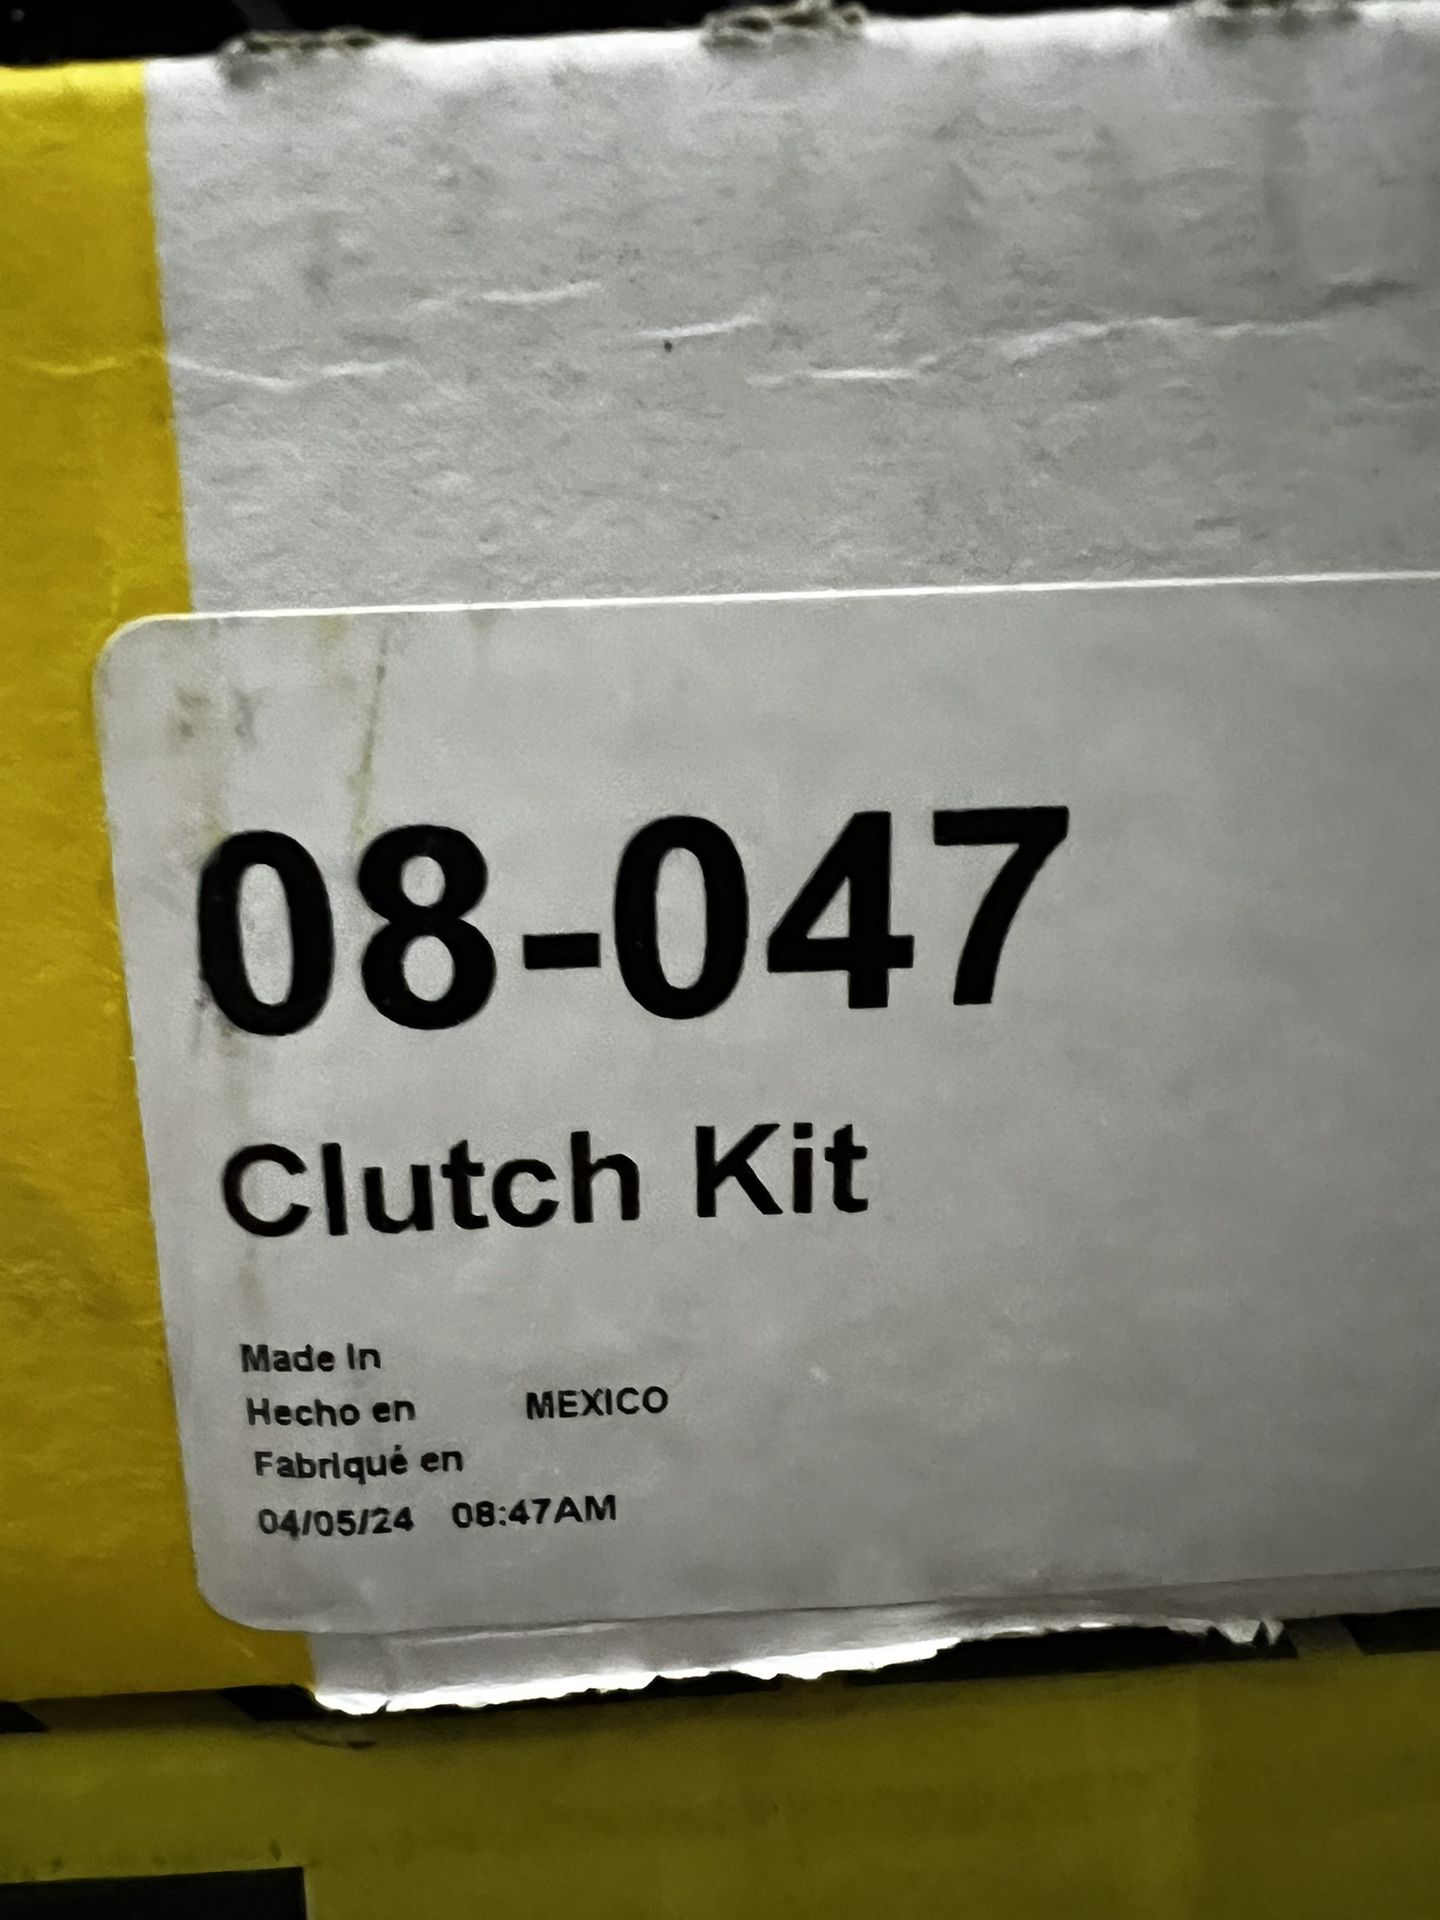 08-047
Clutch Kit
Made In
Hecho en MEXICO
Fabriqué en
04/05/24 08:47AM